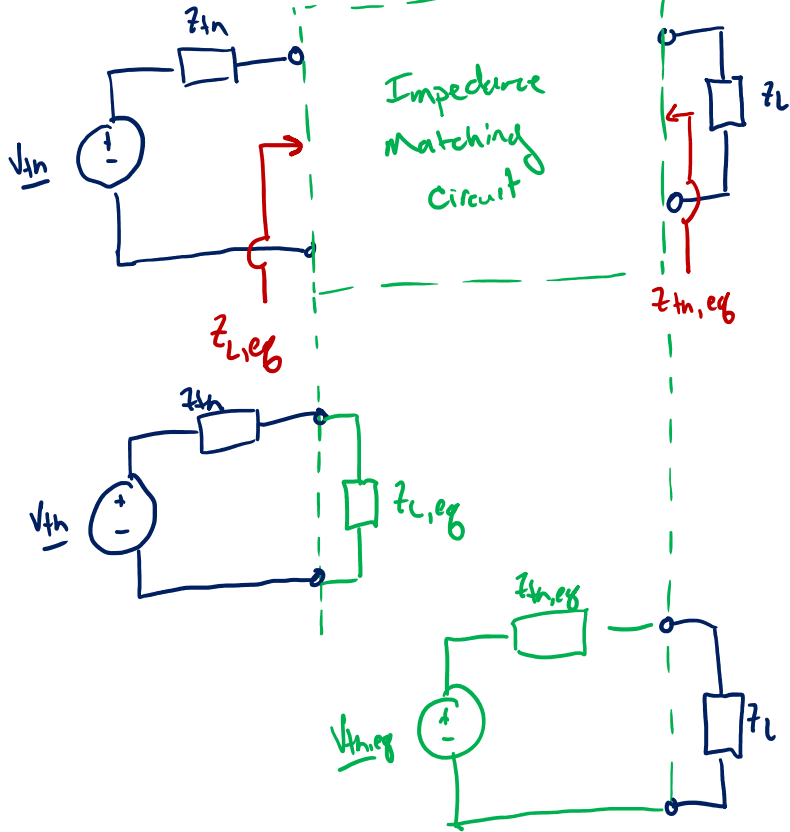 Zth
Vth
+
-
Impedance
Matching
Circuit
ZL
ZL,eq
Zth,eq
Zth
Vth
+
-
ZL,eq
Zth,eq
Vth,eq
+
-
ZL